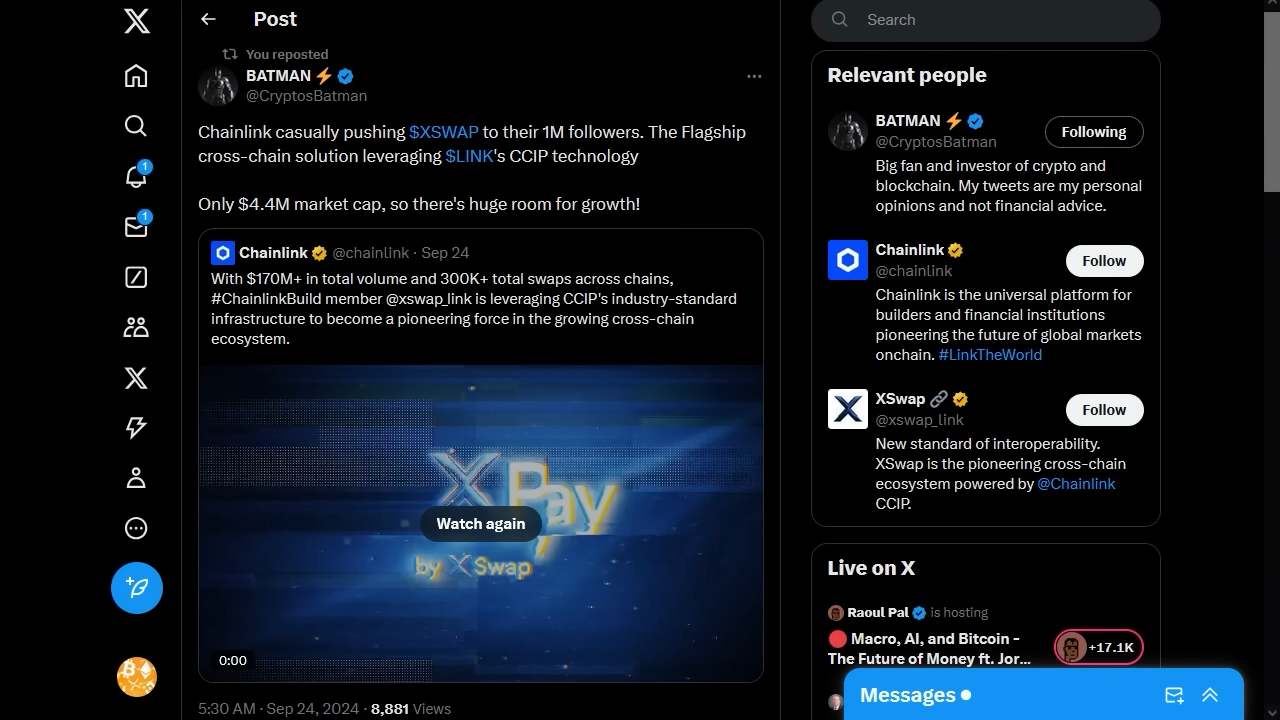 Post
Search
You reposted
BATMAN ⚡
@CryptosBatman
Chainlink casually pushing $XSWAP to their 1M followers. The Flagship
cross-chain solution leveraging $LINK's CCIP technology
Only $4.4M market cap, so there's huge room for growth!
Chainlink @chainlink · Sep 24
With $170M+ in total volume and 300K+ total swaps across chains,
#ChainlinkBuild member @xswap_link is leveraging CCIP's industry-standard
infrastructure to become a pioneering force in the growing cross-chain
ecosystem.
X Pay
Watch again
by XSwap
0:00
5:30 AM · Sep 24, 2024 · 8,881 Views
1
1
Relevant people
BATMAN ⚡
@CryptosBatman
Following
Big fan and investor of crypto and
blockchain. My tweets are my personal
opinions and not financial advice.
Chainlink
@chainlink
Follow
Chainlink is the universal platform for
builders and financial institutions
pioneering the future of global markets
onchain. #LinkTheWorld
XSwap 🔗
@xswap_link
Follow
New standard of interoperability.
XSwap is the pioneering cross-chain
ecosystem powered by @Chainlink
CCIP.
Live on X
Raoul Pal is hosting
🔴 Macro, AI, and Bitcoin -
The Future of Money ft. Jor...
+17.1K
Messages